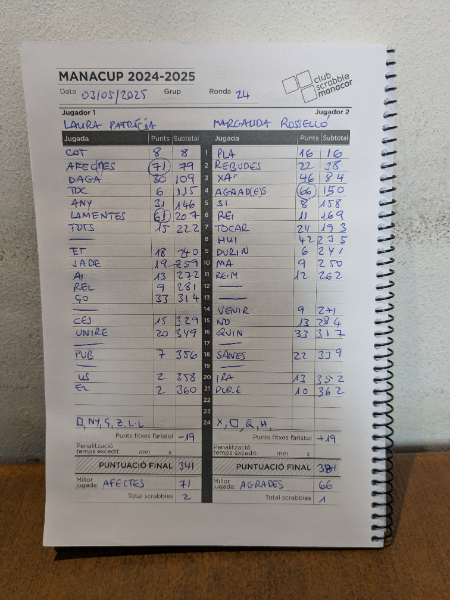 MANACUP 2024-2025
Data 03/05/2025 Grup Ronda 24
club scrabble manacor
Jugador 1 Jugador 2
LAURA PATRÍCIA MARGALIDA ROSSELLÓ
Jugada Punts Subtotal Jugada Punts Subtotal
COT 8 8 1 PLA 16 16
AFECTES 71 79 2 REBUDES 22 38
DAGA 30 109 3 XAI 46 84
TOC 6 115 4 AGRADES 66 150
ANY 31 146 5 SI 8 158
LAMENTES 61 207 6 REI 11 169
TOTS 15 222 7 TOCAR 24 193
— 8 HUI 42 235
ET 18 240 9 DURIN 6 241
JADE 19 259 10 MA 9 250
AI 13 272 11 REIM 12 262
REL 9 281 12 —
GO 33 314 13 —
— 14 VENIR 9 271
CEJ 15 329 15 NO 13 284
UNIRE 20 349 16 QUIN 33 317
— 17 —
PUB 7 356 18 SANES 22 339
— 19 —
US 2 358 20 IRA 13 352
EL 2 360 21 DURE 10 362
22
23
24
Punts fitxes faristol -19 Punts fitxes faristol +19
Penalització temps excedit min s Penalització temps excedit min s
PUNTUACIÓ FINAL 341 PUNTUACIÓ FINAL 381
Millor jugada AFECTES 71 Millor jugada AGRADES 66
Total scrabbles 2 Total scrabbles 1